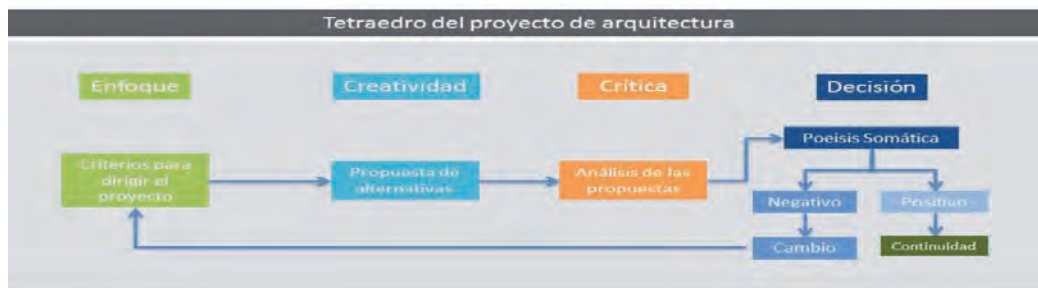 Tetraedro del proyecto de arquitectura
Enfoque
Creatividad
Crítica
Decisión
Criterios para
dirigir el
proyecto
Propuesta de
alternativas
Análisis de las
propuestas
Poeisis Somática
Negativo
Positivo
Cambio
Continuidad